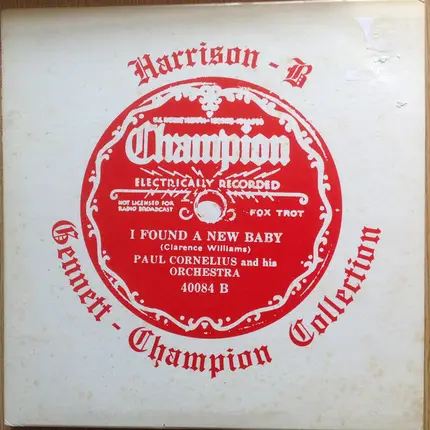 Harrison - B
Champion
ELECTRICALLY RECORDED
NOT LICENSED FOR
RADIO BROADCAST
FOX TROT
I FOUND A NEW BABY
(Clarence Williams)
PAUL CORNELIUS and his
ORCHESTRA
40084 B
Gennett - Champion Collection